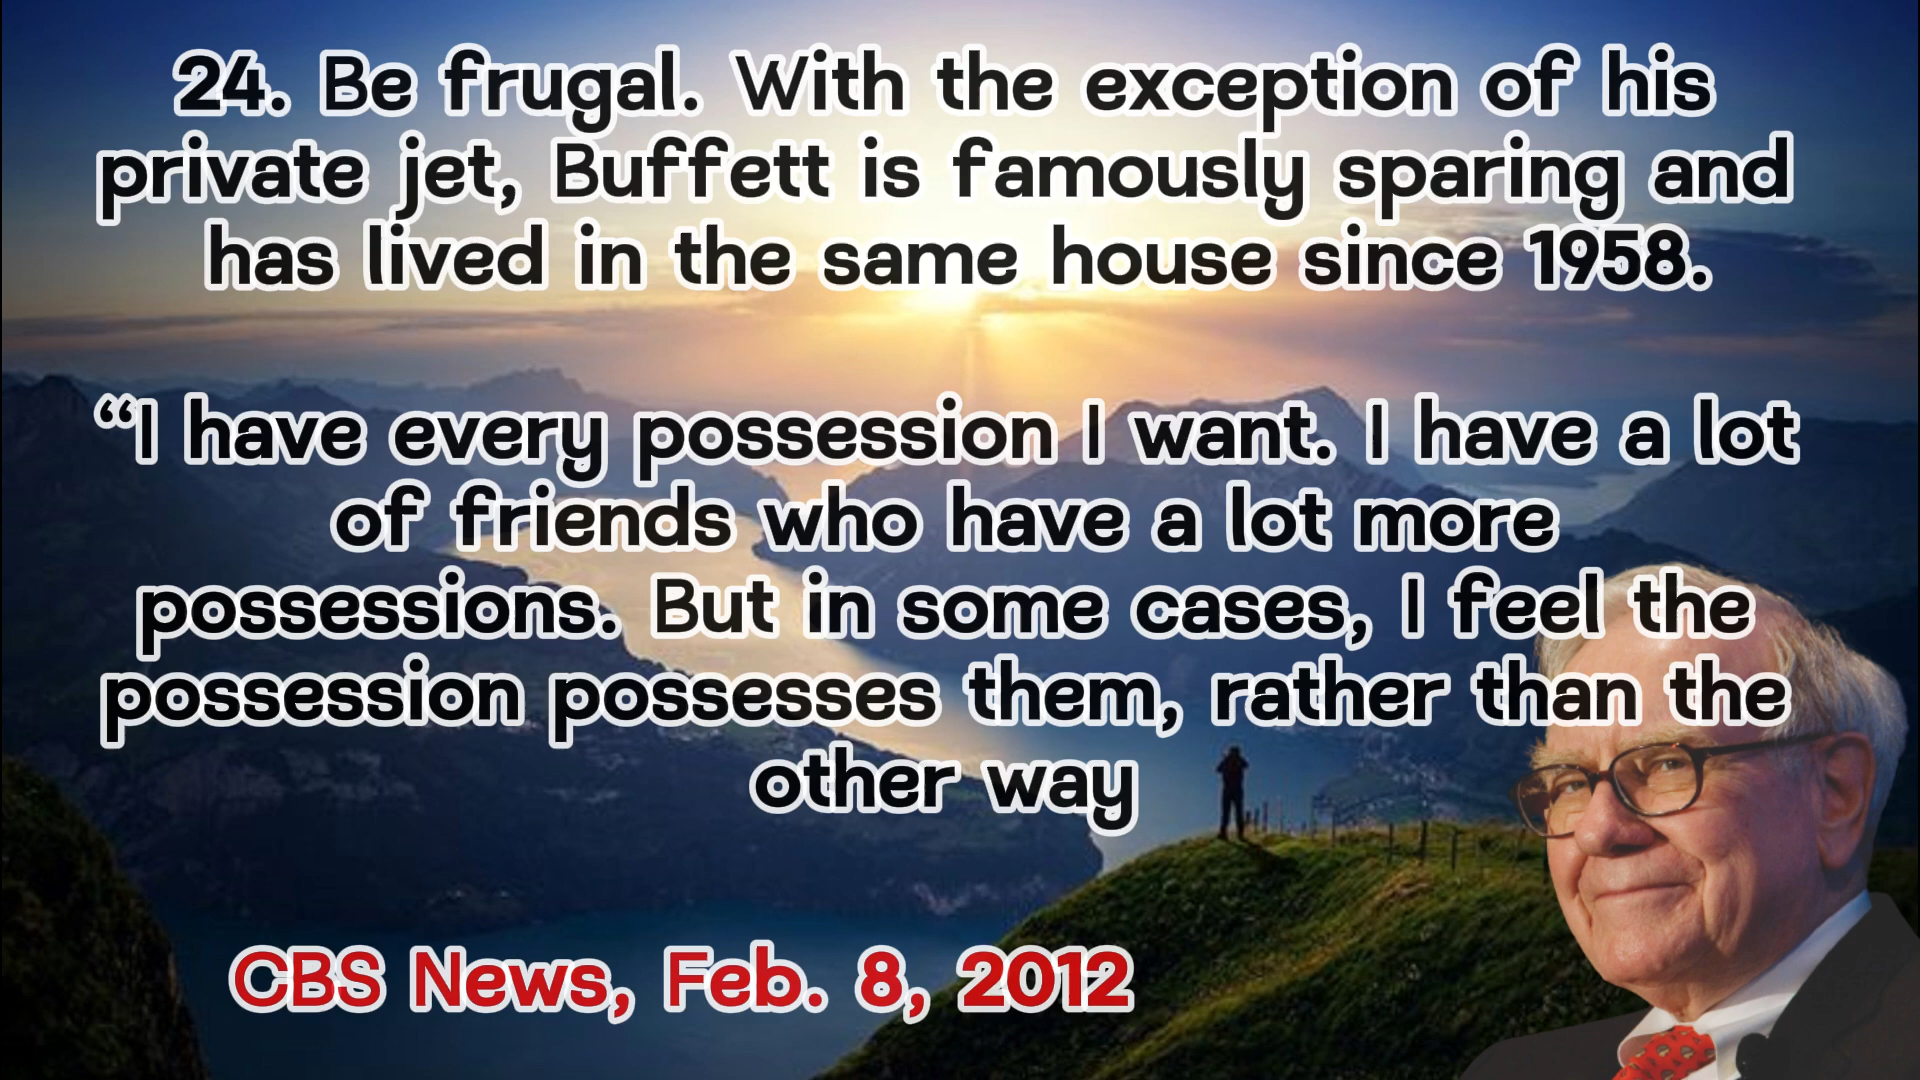 24. Be frugal. With the exception of his
private jet, Buffett is famously sparing and
has lived in the same house since 1958.
“I have every possession I want. I have a lot
of friends who have a lot more
possessions. But in some cases, I feel the
possession possesses them, rather than the
other way
CBS News, Feb. 8, 2012